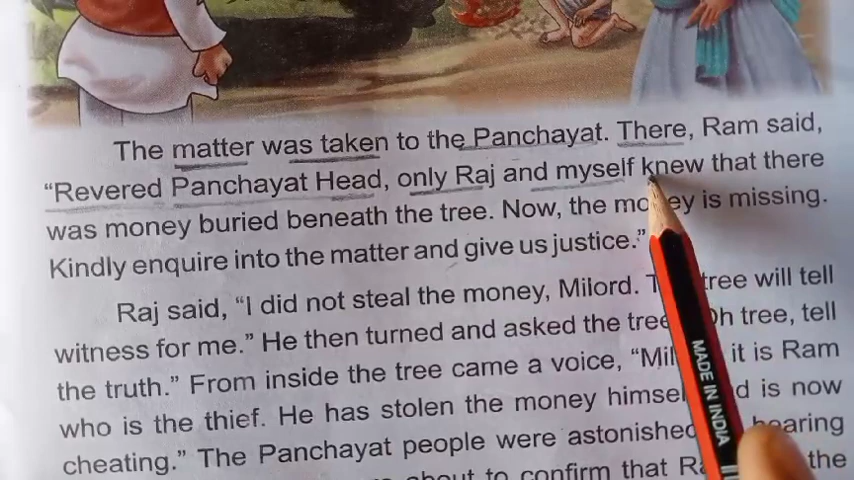 The matter was taken to the Panchayat. There, Ram said,
"Revered Panchayat Head, only Raj and myself knew that there
was money buried beneath the tree. Now, the mo ey is missing.
Kindly enquire into the matter and give us justice."
Raj said, "I did not steal the money, Milord. T tree will tell
witness for me." He then turned and asked the tree h tree, tell
the truth." From inside the tree came a voice, "Mil it is Ram
who is the thief. He has stolen the money himsel d is now
cheating." The Panchayat people were astonished hearing
about to confirm that Ra the
MADE IN INDIA